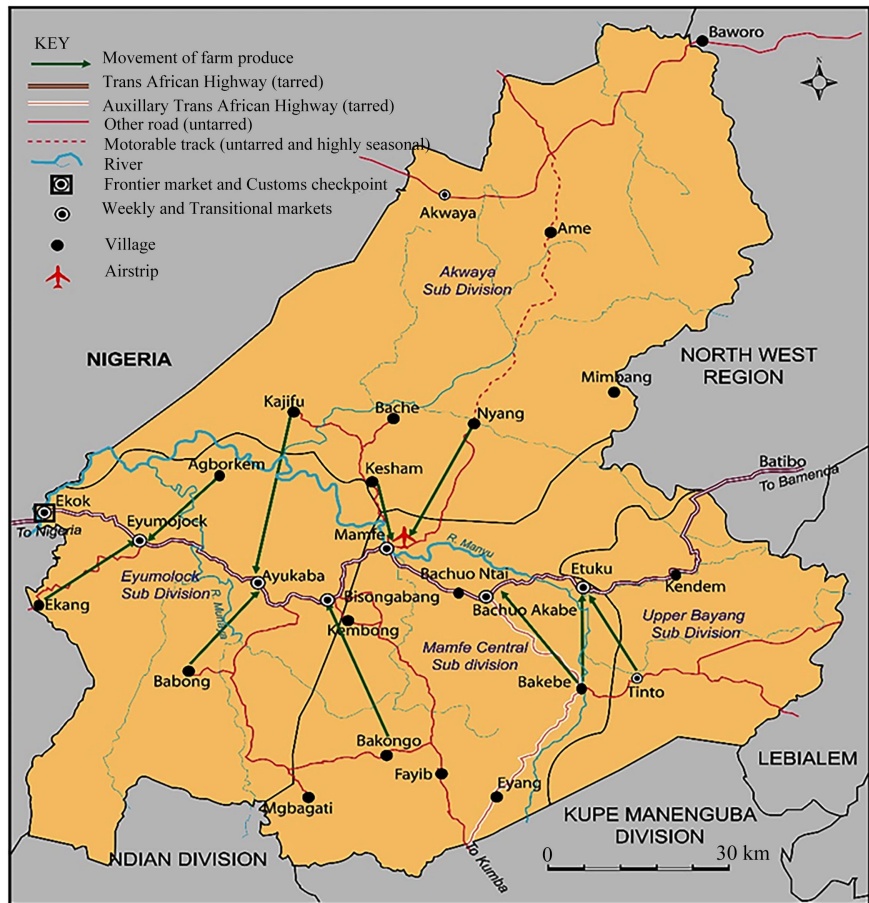 KEY
Movement of farm produce
Trans African Highway (tarred)
Auxillary Trans African Highway (tarred)
Other road (untarred)
Motorable track (untarred and highly seasonal)
River
Frontier market and Customs checkpoint
Weekly and Transitional markets
Village
Airstrip
Baworo
Akwaya
Ame
Akwaya
Sub Division
NIGERIA
NORTH WEST
REGION
Mimbang
Kajifu
Bache
Nyang
Agborkem
Kesham
Batibo
To Bamenda
Ekok
To Nigeria
Eyumojock
Mamfe
R. Manyu
Etuku
Bachuo Ntai
Kendem
Eyumolock
Sub Division
R. Munaya
Ayukaba
Bisongabang
Bachuo Akabe
Ekang
Kembong
Upper Bayang
Sub Division
Mamfe Central
Sub division
Babong
Bakebe
Tinto
Bakongo
Fayib
Eyang
Mgbagati
LEBIALEM
KUPE MANENGUBA
DIVISION
NDIAN DIVISION
To Kumba
0 30 km